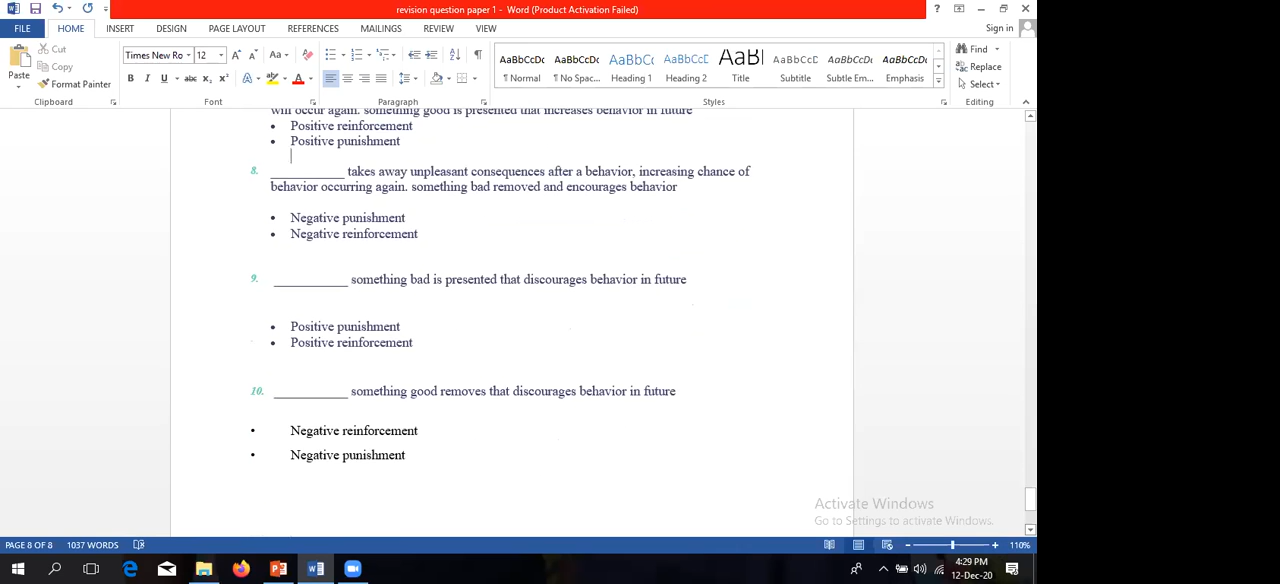 revision question paper 1 - Word (Product Activation Failed)
FILE HOME INSERT DESIGN PAGE LAYOUT REFERENCES MAILINGS REVIEW VIEW Sign in
Paste
Cut
Copy
Format Painter
Clipboard
Times New Ro 12
Font
Paragraph
AaBbCcDc AaBbCcDc AaBbCc AaBbCcE AaBl AaBbCcC AaBbCcDc AaBbCcDc
¶ Normal ¶ No Spac... Heading 1 Heading 2 Title Subtitle Subtle Em... Emphasis
Styles
Find
Replace
Select
Editing
will occur again. something good is presented that increases behavior in future
• Positive reinforcement
• Positive punishment
8. ___________ takes away unpleasant consequences after a behavior, increasing chance of
behavior occurring again. something bad removed and encourages behavior
• Negative punishment
• Negative reinforcement
9. ___________ something bad is presented that discourages behavior in future
• Positive punishment
• Positive reinforcement
10. ___________ something good removes that discourages behavior in future
• Negative reinforcement
• Negative punishment
Activate Windows
Go to Settings to activate Windows.
PAGE 8 OF 8 1037 WORDS 110%
4:29 PM
12-Dec-20